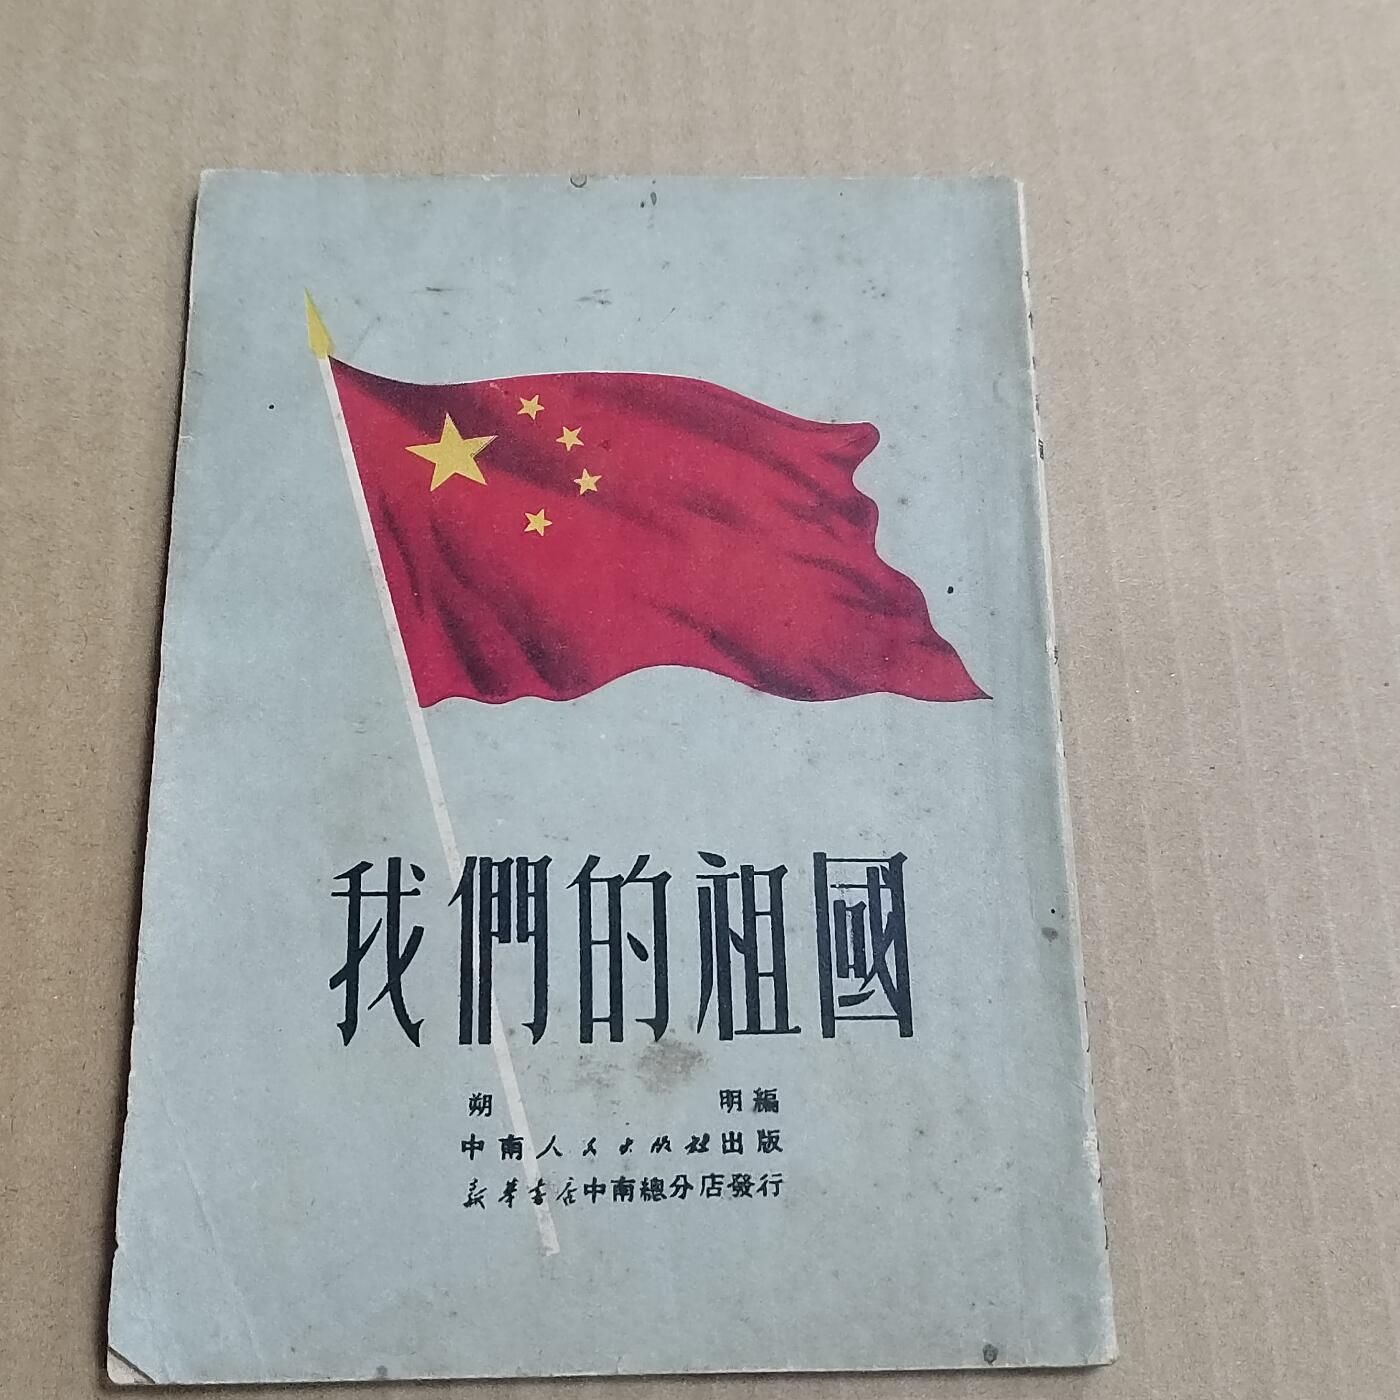 我們的祖國
朔 明編
中南人民出版社出版
新華書店中南總分店發行